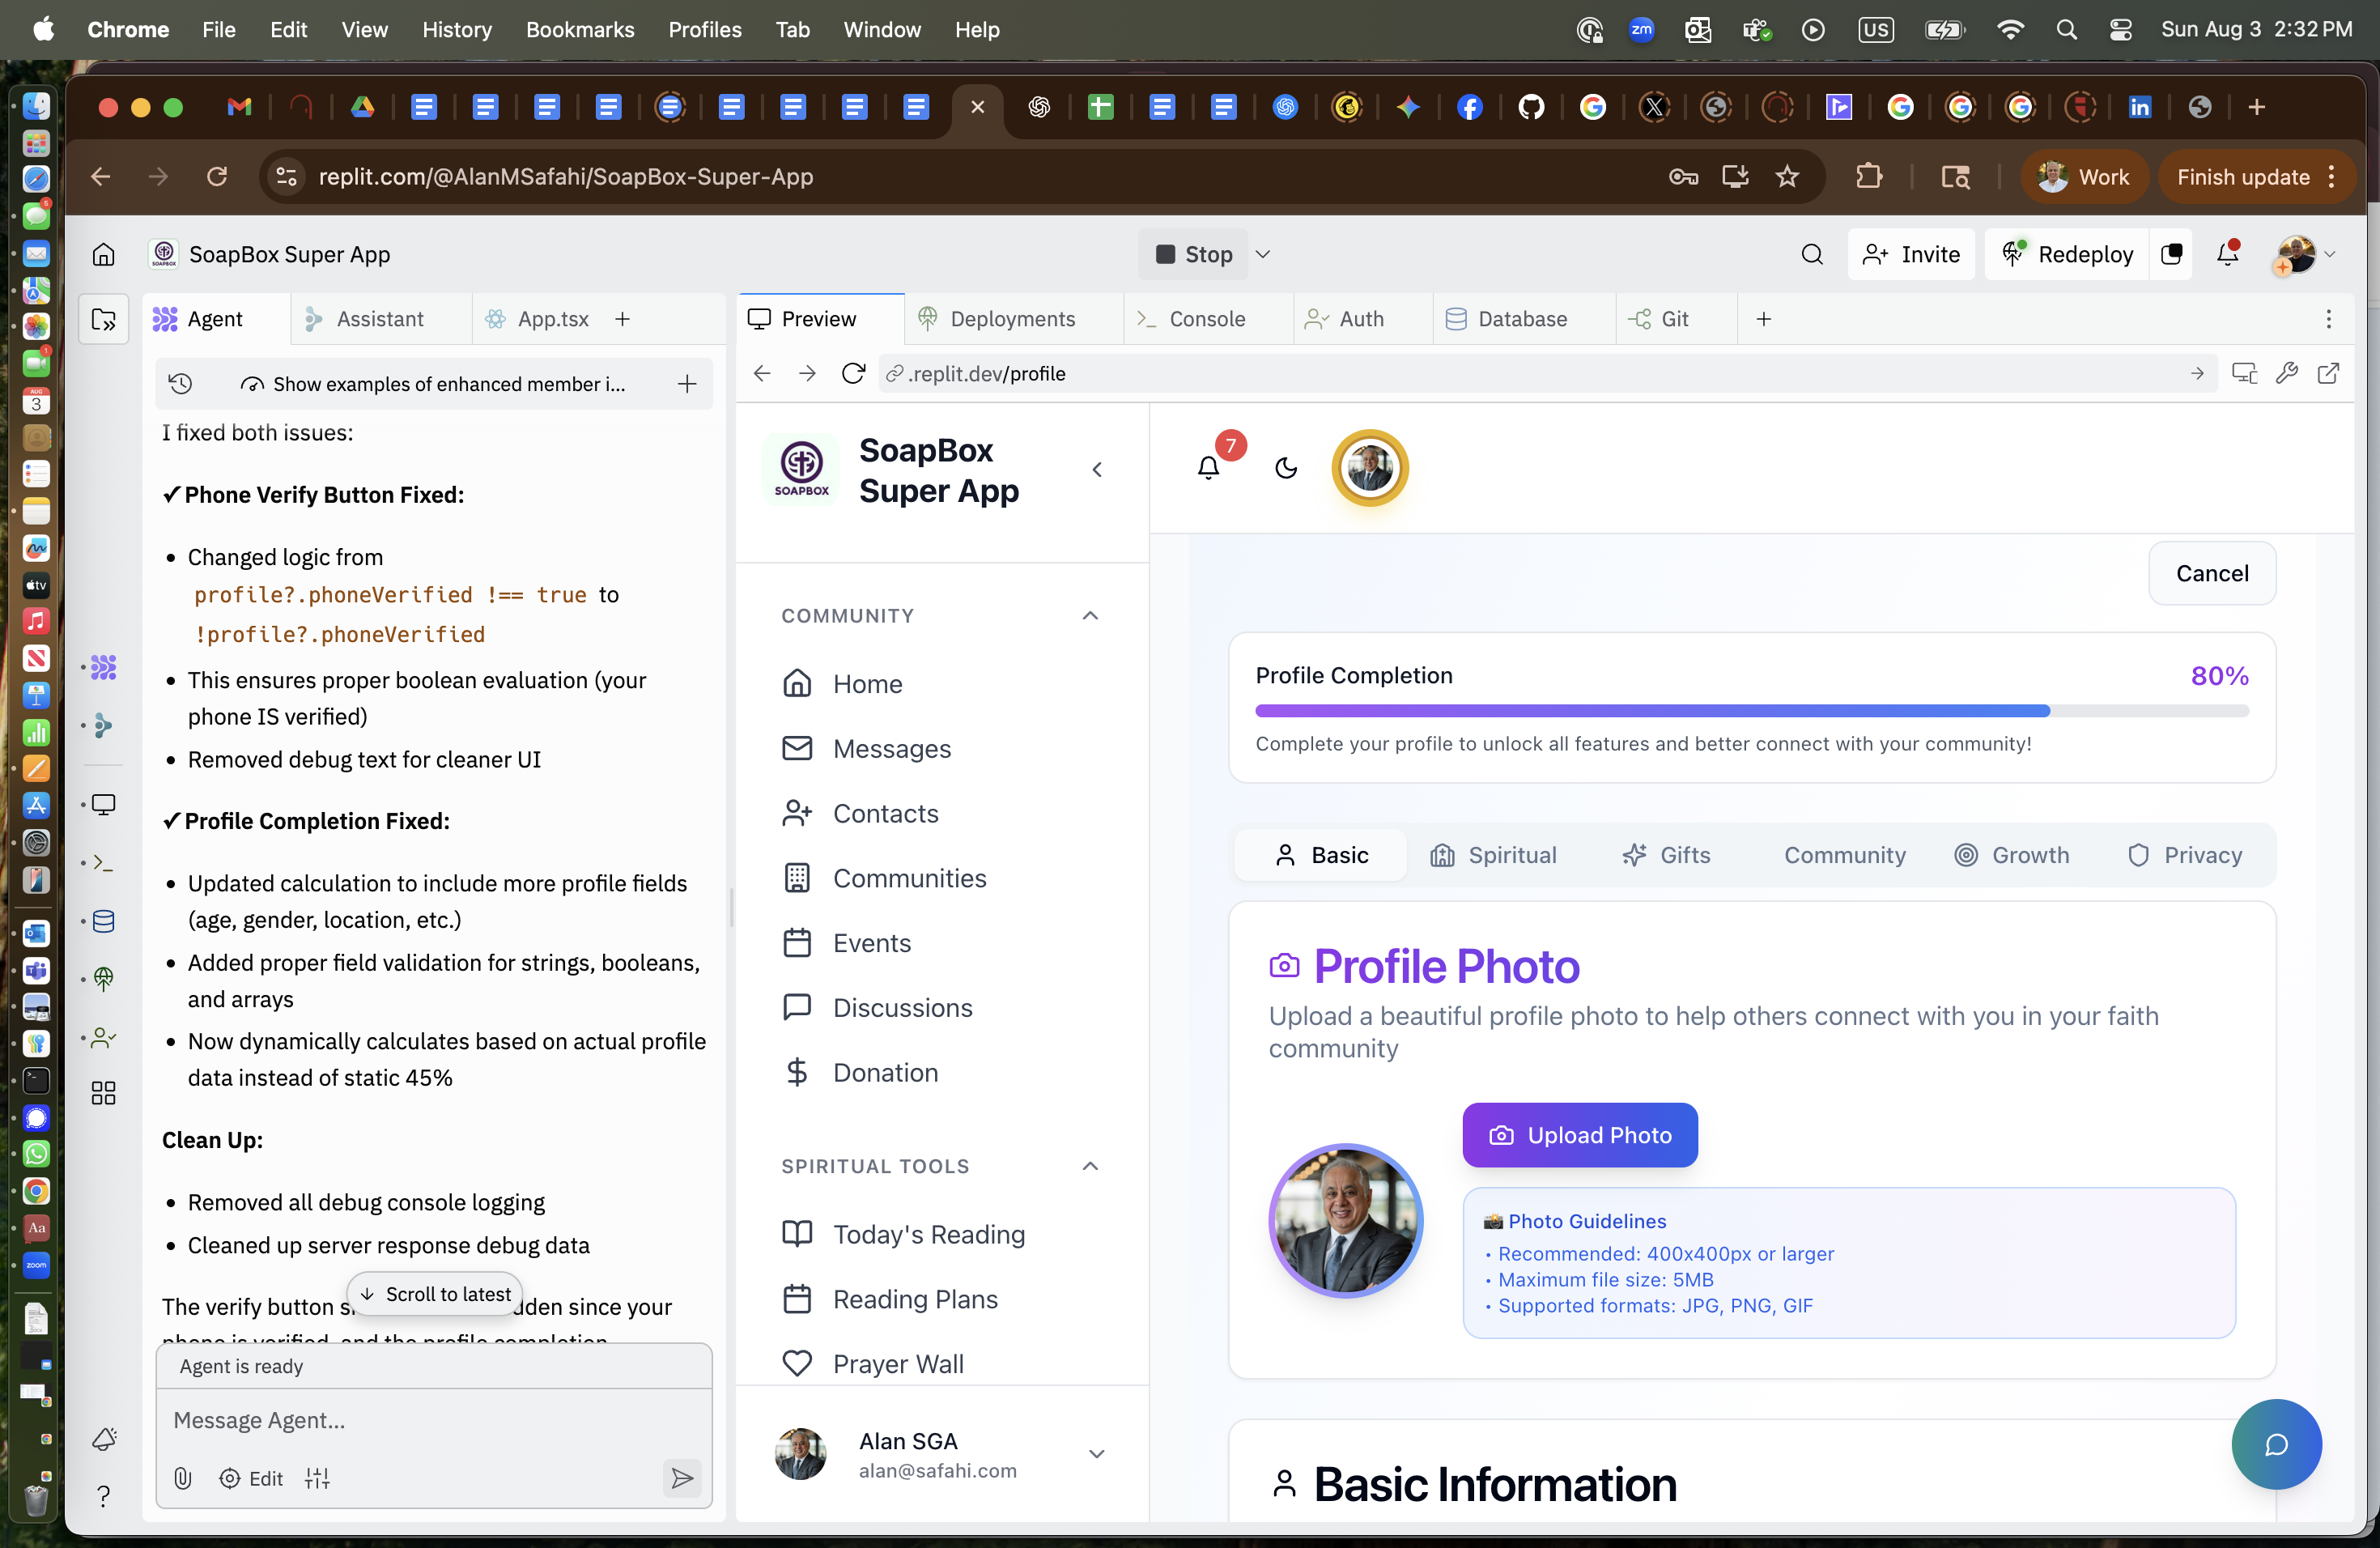 Chrome File Edit View History Bookmarks Profiles Tab Window Help
zm US Sun Aug 3 2:32 PM
replit.com/@AlanMSafahi/SoapBox-Super-App
Work
Finish update
SoapBox Super App
Stop
Invite
Redeploy
Agent
Assistant
App.tsx
Show examples of enhanced member i...
I fixed both issues:
✓ Phone Verify Button Fixed:
• Changed logic from
profile?.phoneVerified !== true to
!profile?.phoneVerified
• This ensures proper boolean evaluation (your
phone IS verified)
• Removed debug text for cleaner UI
✓ Profile Completion Fixed:
• Updated calculation to include more profile fields
(age, gender, location, etc.)
• Added proper field validation for strings, booleans,
and arrays
• Now dynamically calculates based on actual profile
data instead of static 45%
Clean Up:
• Removed all debug console logging
• Cleaned up server response debug data
The verify button s
dden since your
Scroll to latest
phone is verified, and the profile completion
Agent is ready
Message Agent...
Edit
Preview
Deployments
Console
Auth
Database
Git
.replit.dev/profile
SOAPBOX
SoapBox
Super App
COMMUNITY
Home
Messages
Contacts
Communities
Events
Discussions
Donation
SPIRITUAL TOOLS
Today's Reading
Reading Plans
Prayer Wall
Alan SGA
alan@safahi.com
7
Cancel
Profile Completion
80%
Complete your profile to unlock all features and better connect with your community!
Basic
Spiritual
Gifts
Community
Growth
Privacy
Profile Photo
Upload a beautiful profile photo to help others connect with you in your faith
community
Upload Photo
Photo Guidelines
• Recommended: 400x400px or larger
• Maximum file size: 5MB
• Supported formats: JPG, PNG, GIF
Basic Information